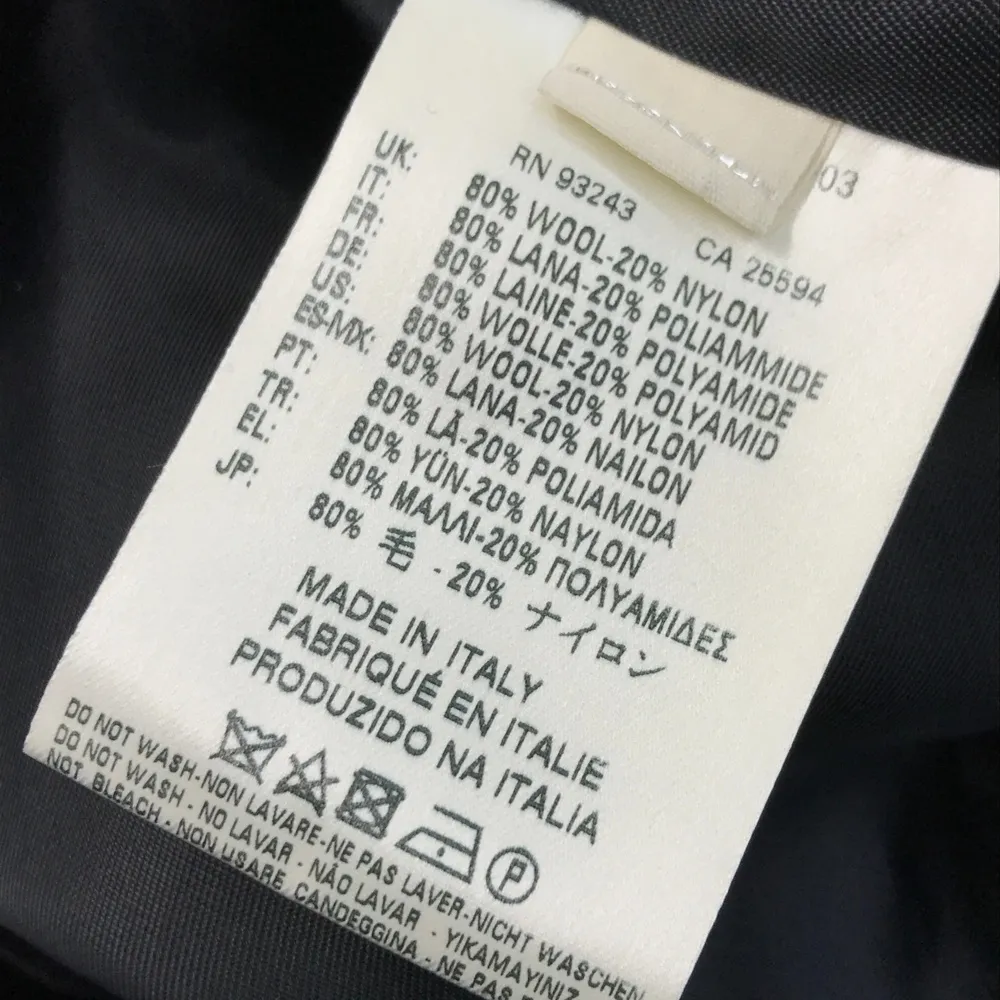 03
RN 93243 CA 25594
UK: 80% WOOL-20% NYLON
IT: 80% LANA-20% POLIAMMIDE
FR: 80% LAINE-20% POLYAMIDE
DE: 80% WOLLE-20% POLYAMID
US: 80% WOOL-20% NYLON
ES-MX: 80% LANA-20% NAILON
PT: 80% LÃ-20% POLIAMIDA
TR: 80% YÜN-20% NAYLON
EL: 80% ΜΑΛΛΙ-20% ΠΟΛΥΑΜΙΔΕΣ
JP: 80% 毛 - 20% ナイロン
MADE IN ITALY
FABRIQUÉ EN ITALIE
PRODUZIDO NA ITALIA
P
DO NOT WASH-NON LAVARE-NE PAS LAVER-NICHT WASCHEN
DO NOT WASH - NO LAVAR - NÃO LAVAR - YIKAMAYINIZ
NOT BLEACH - NON USARE CANDEGGINA - NE PAS